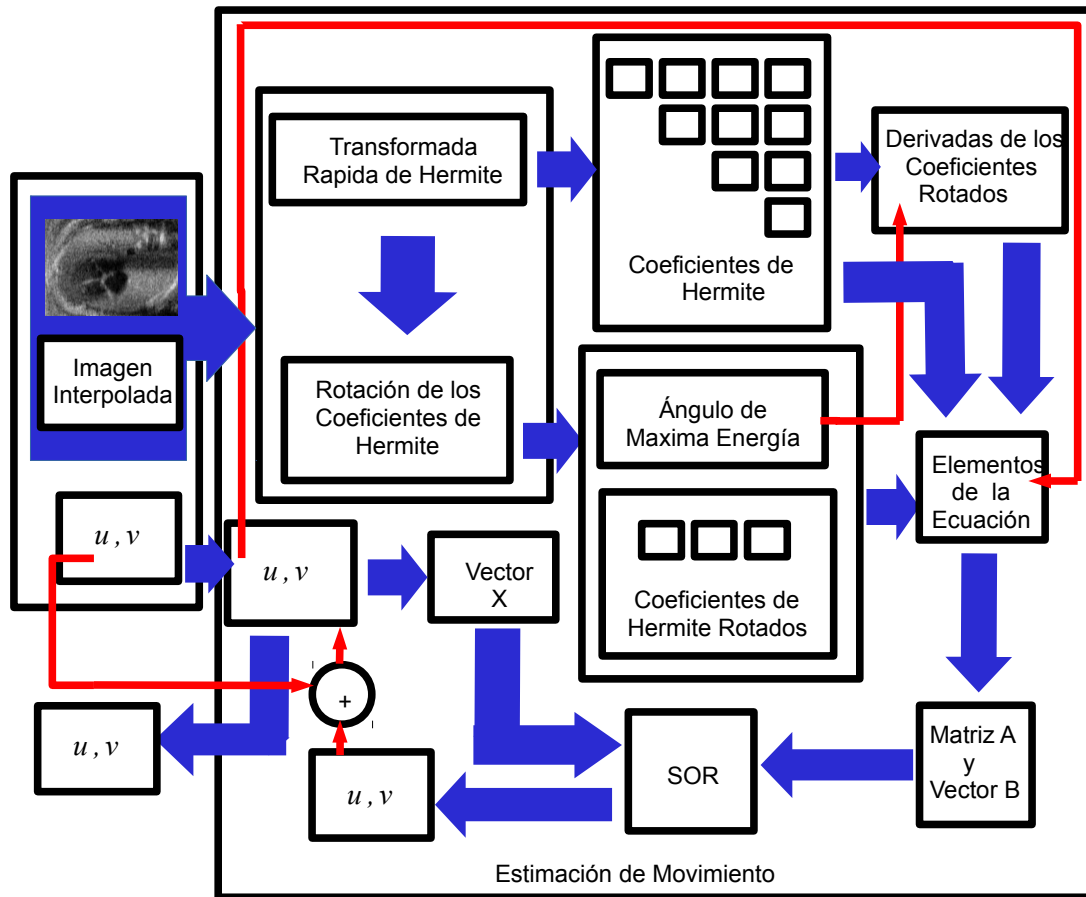 Transformada
Rapida de Hermite
Derivadas de los
Coeficientes
Rotados
Coeficientes de
Hermite
Imagen
Interpolada
Rotación de los
Coeficientes de
Hermite
Ángulo de
Maxima Energía
Elementos
de la
Ecuación
u , v
u , v
Vector
X
Coeficientes de
Hermite Rotados
+
u , v
u , v
SOR
Matriz A
y
Vector B
Estimación de Movimiento